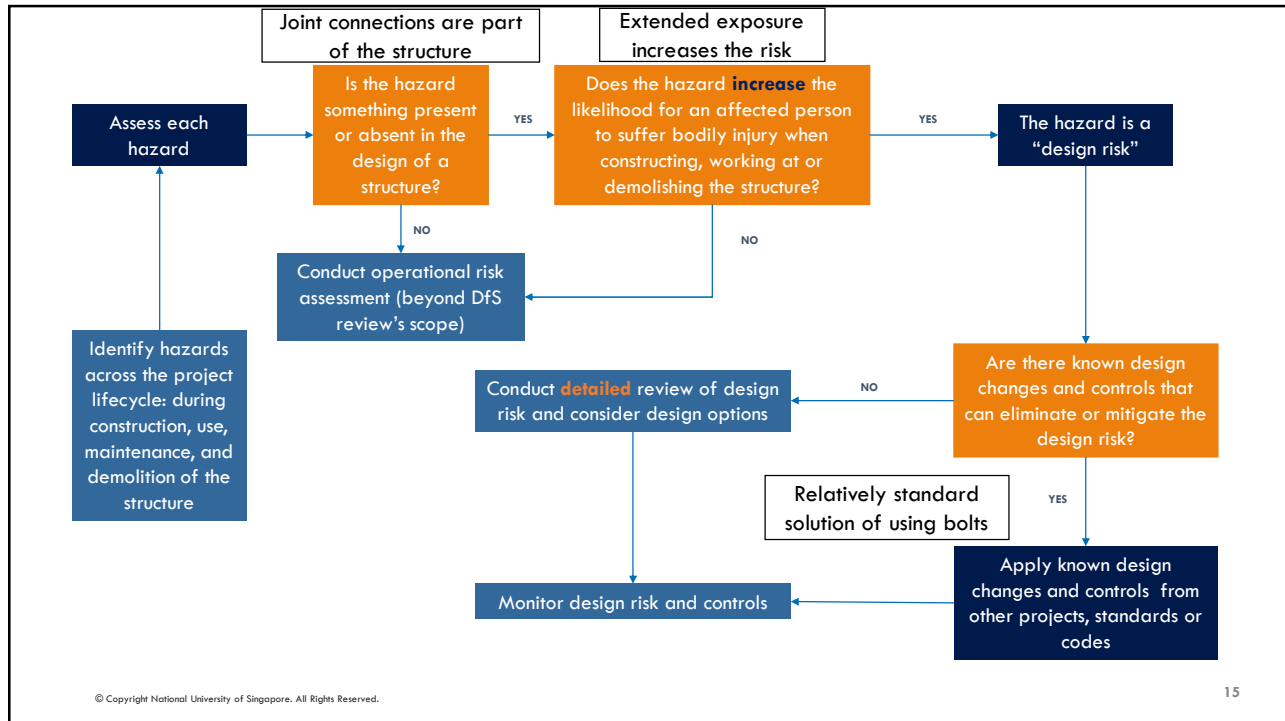 Joint connections are part
of the structure
Extended exposure
increases the risk
Assess each
hazard
Is the hazard
something present
or absent in the
design of a
structure?
YES
Does the hazard increase the
likelihood for an affected person
to suffer bodily injury when
constructing, working at or
demolishing the structure?
YES
The hazard is a
“design risk”
NO
NO
Conduct operational risk
assessment (beyond DfS
review’s scope)
Identify hazards
across the project
lifecycle: during
construction, use,
maintenance, and
demolition of the
structure
Conduct detailed review of design
risk and consider design options
NO
Are there known design
changes and controls that
can eliminate or mitigate the
design risk?
Relatively standard
solution of using bolts
YES
Monitor design risk and controls
Apply known design
changes and controls from
other projects, standards or
codes
© Copyright National University of Singapore. All Rights Reserved.
15